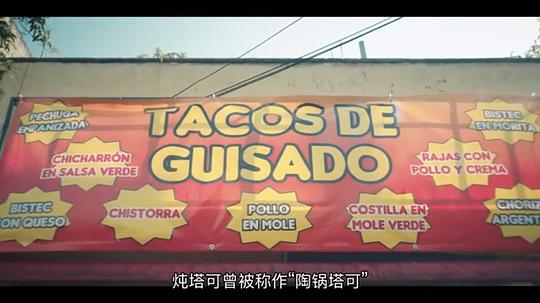 TACOS DE
GUISADO
PECHUGA
EMPANIZADA
BISTEC
EN MORITA
CHICHARRÓN
EN SALSA VERDE
RAJAS CON
POLLO Y CREMA
BISTEC
CON QUESO
CHISTORRA
POLLO
EN MOLE
COSTILLA EN
MOLE VERDE
炖塔可曾被称作“陶锅塔可”